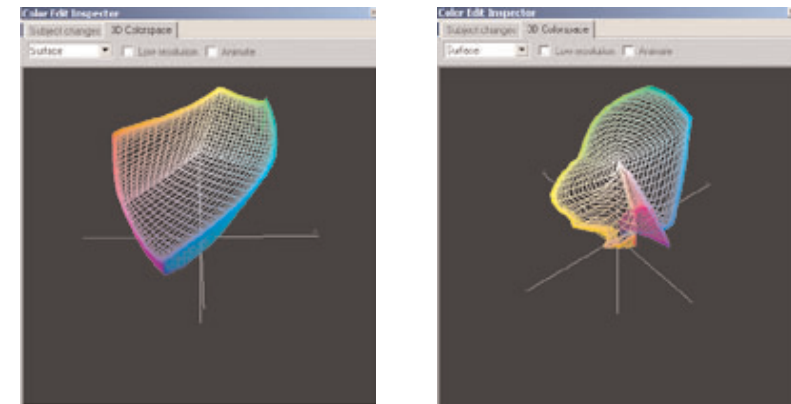 Color Edit Inspector
Subject changes 3D Colorspace
Surface Low resolution Animate
Color Edit Inspector
Subject changes 3D Colorspace
Surface Low resolution Animate